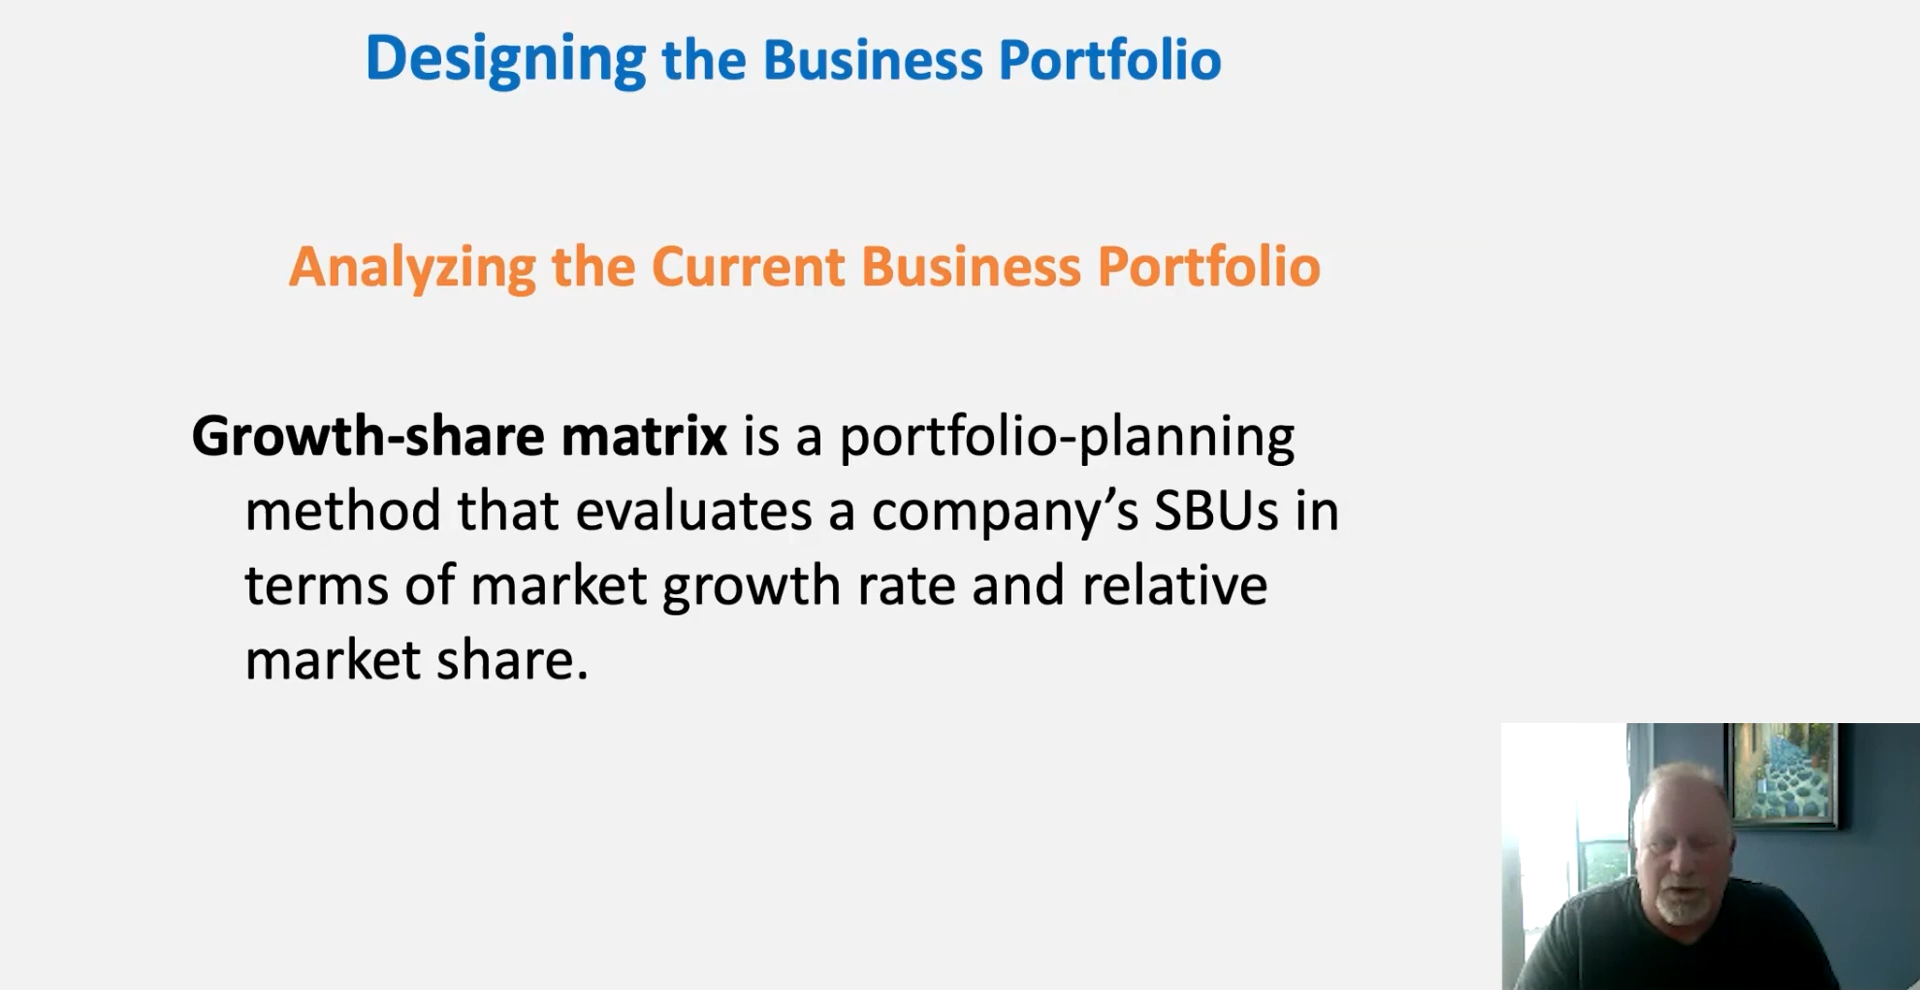 Designing the Business Portfolio
Analyzing the Current Business Portfolio
Growth-share matrix is a portfolio-planning
method that evaluates a company’s SBUs in
terms of market growth rate and relative
market share.